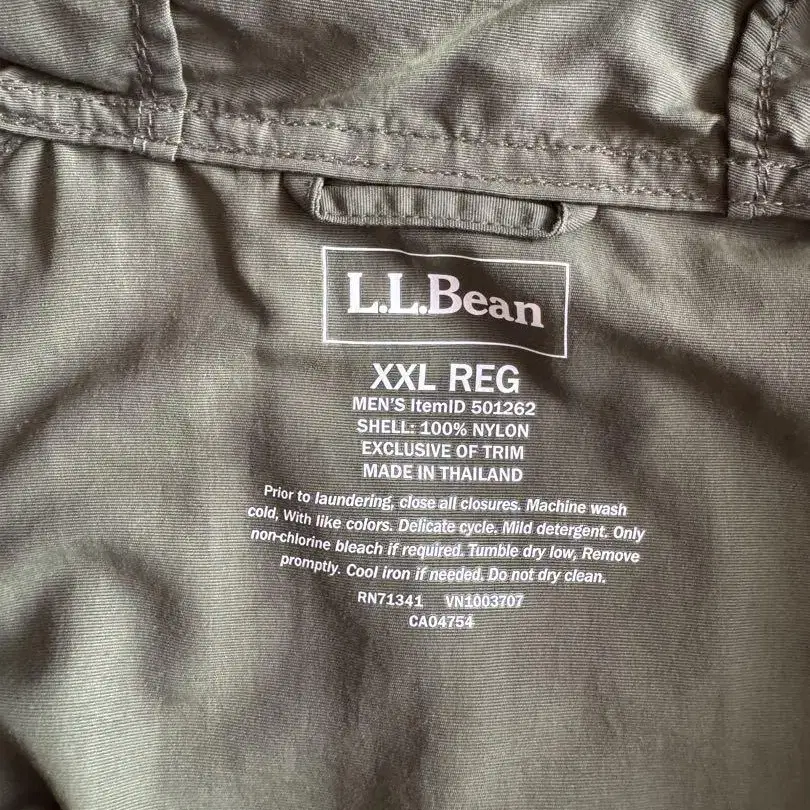 L.L.Bean
XXL REG
MEN'S ItemID 501262
SHELL: 100% NYLON
EXCLUSIVE OF TRIM
MADE IN THAILAND
Prior to laundering, close all closures. Machine wash
cold, With like colors. Delicate cycle. Mild detergent. Only
non-chlorine bleach if required. Tumble dry low, Remove
promptly. Cool iron if needed. Do not dry clean.
RN71341 VN1003707
CA04754